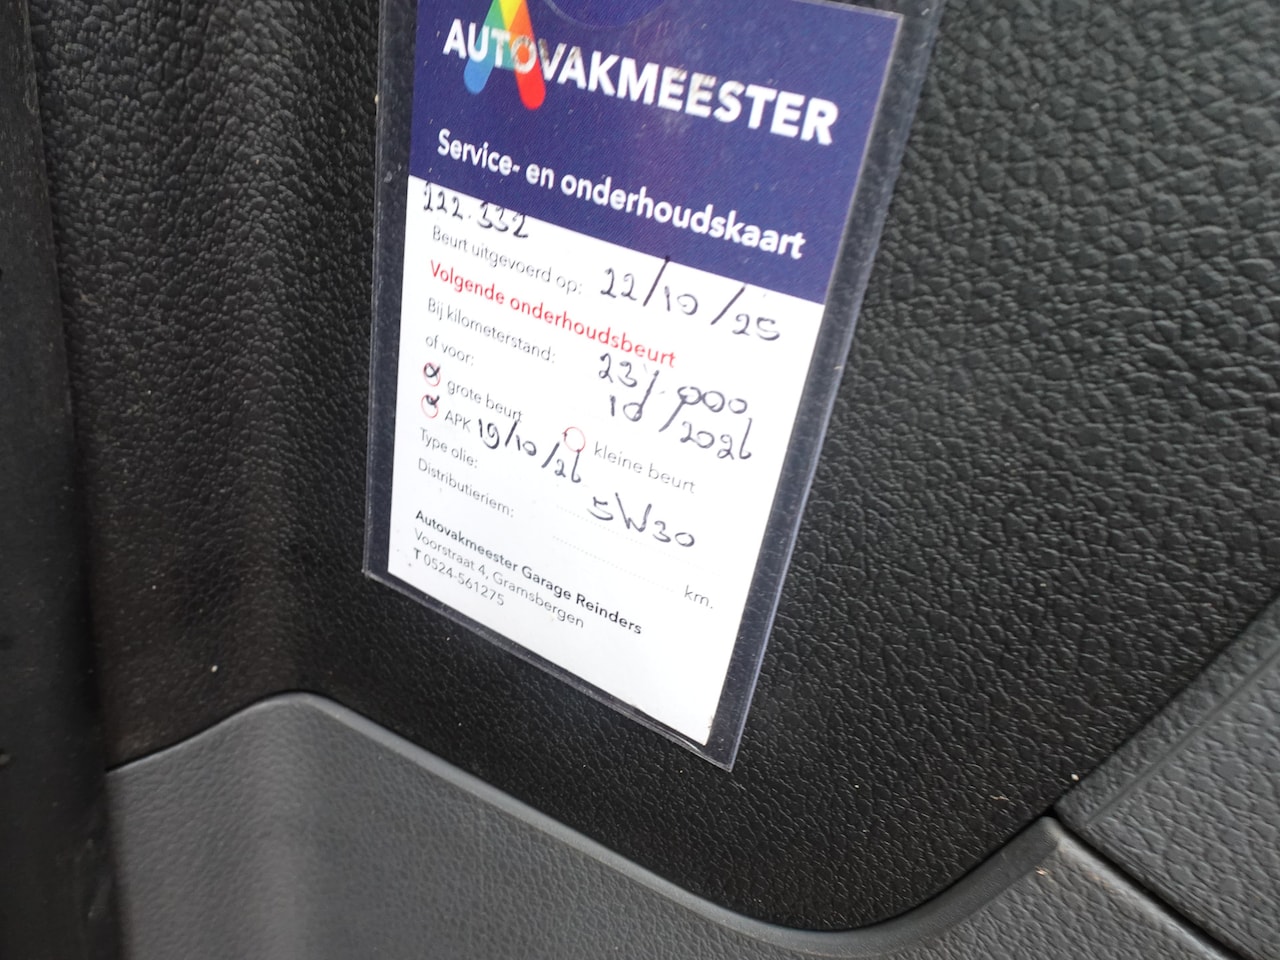 AUTOVAKMEESTER
Service- en onderhoudskaart
122.332
Beurt uitgevoerd op: 22/10/25
Volgende onderhoudsbeurt
Bij kilometerstand: 237.000
of voor: 10/2026
grote beurt kleine beurt
APK 19/10/26
Type olie: 5W30
Distributieriem: km.
Autovakmeester Garage Reinders
Voorstraat 4, Gramsbergen
T 0524-561275